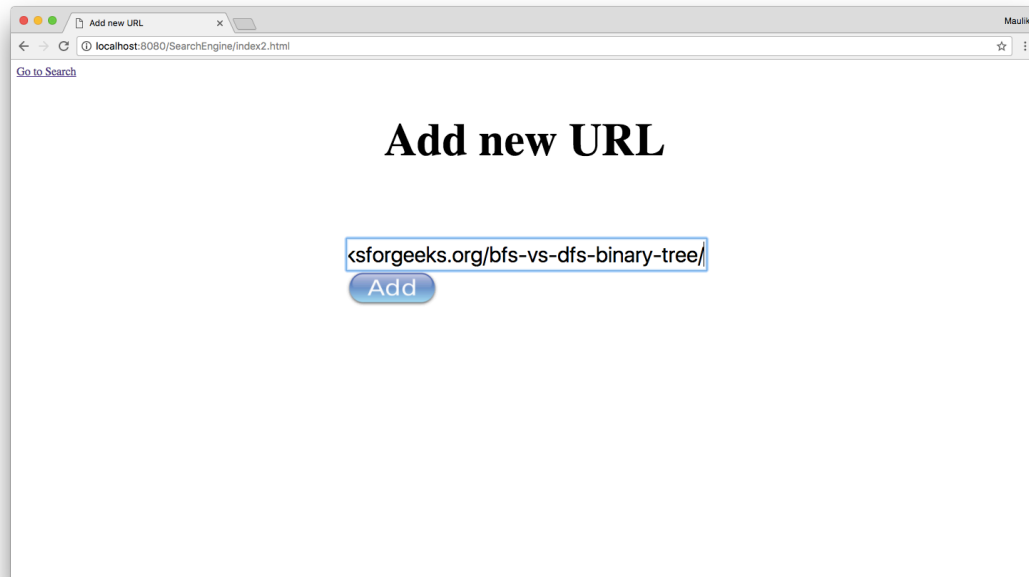 Add new URL
Maulik
localhost:8080/SearchEngine/index2.html
Go to Search
Add new URL
ksforgeeks.org/bfs-vs-dfs-binary-tree/
Add